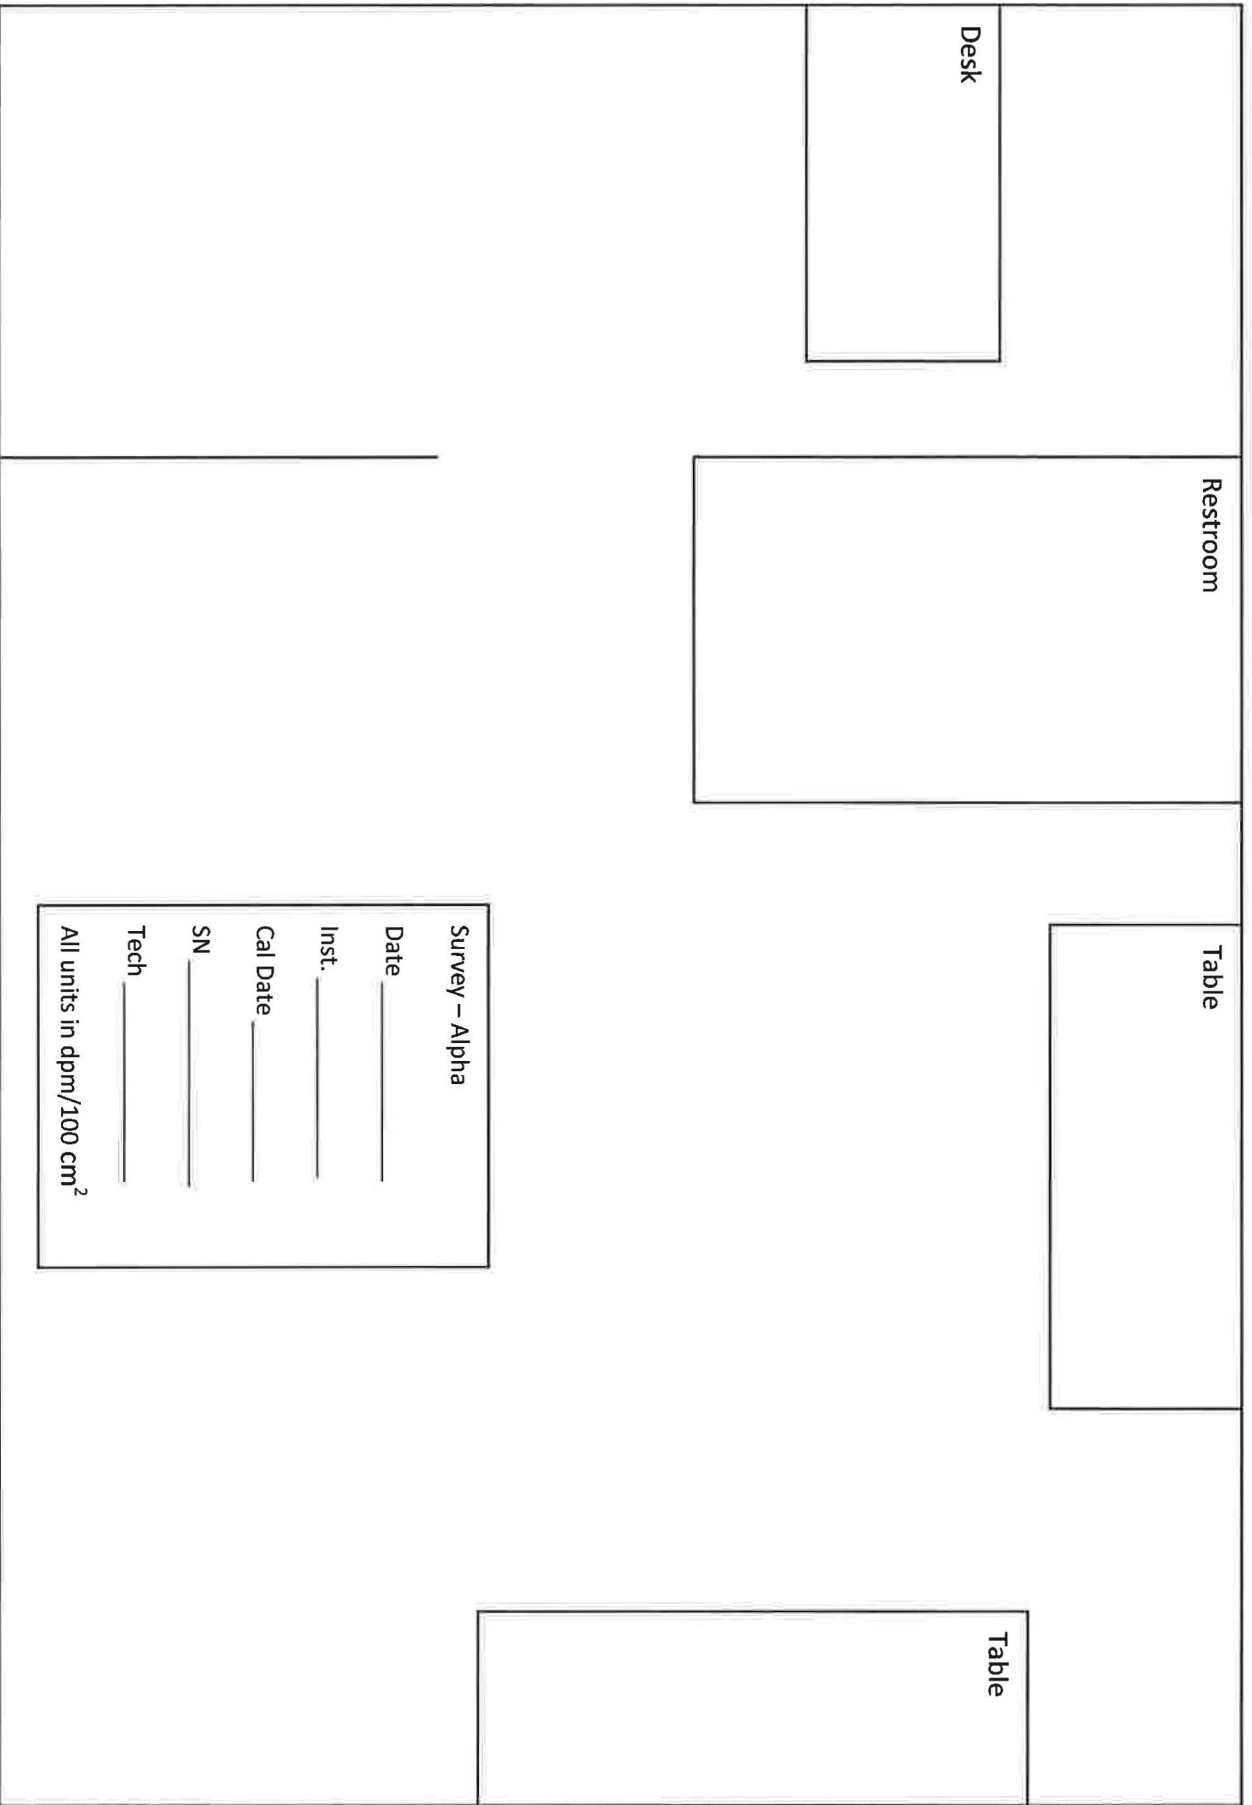 Desk
Restroom
Table
Table
Survey – Alpha
Date
Inst.
Cal Date
SN
Tech
All units in dpm/100 cm²